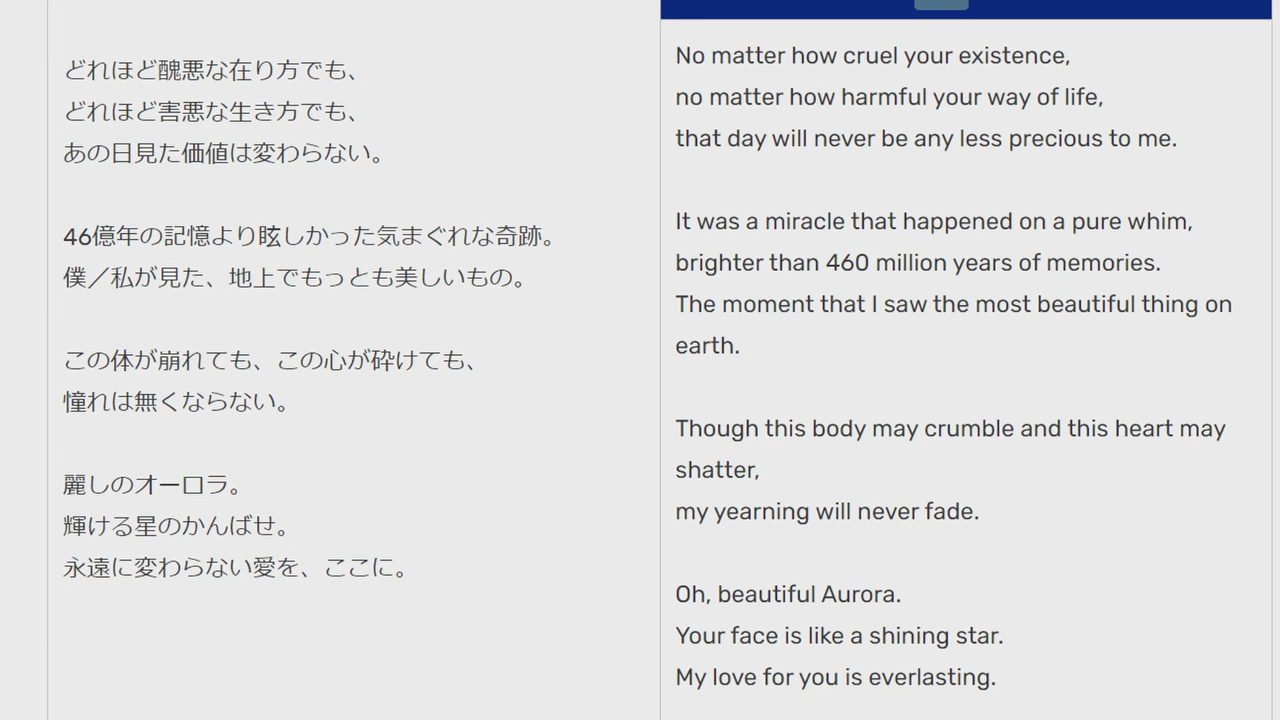 どれほど醜悪な在り方でも、
どれほど害悪な生き方でも、
あの日見た価値は変わらない。
46億年の記憶より眩しかった気まぐれな奇跡。
僕／私が見た、地上でもっとも美しいもの。
この体が崩れても、この心が砕けても、
憧れは無くならない。
麗しのオーロラ。
輝ける星のかんばせ。
永遠に変わらない愛を、ここに。
No matter how cruel your existence,
no matter how harmful your way of life,
that day will never be any less precious to me.
It was a miracle that happened on a pure whim,
brighter than 460 million years of memories.
The moment that I saw the most beautiful thing on
earth.
Though this body may crumble and this heart may
shatter,
my yearning will never fade.
Oh, beautiful Aurora.
Your face is like a shining star.
My love for you is everlasting.